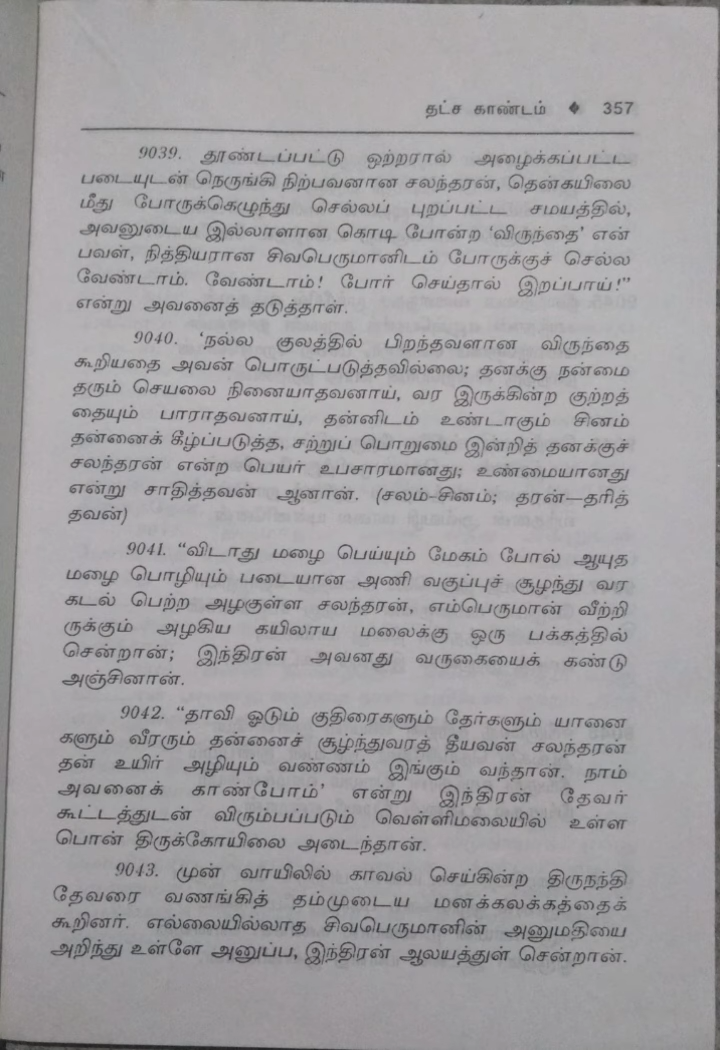 தட்ச காண்டம் ♦ 357
9039. தூண்டப்பட்டு ஒற்றரால் அழைக்கப்பட்ட
படையுடன் நெருங்கி நிற்பவனான சலந்தரன், தென்கயிலை
மீது போருக்கெழுந்து செல்லப் புறப்பட்ட சமயத்தில்,
அவனுடைய இல்லாளான கொடி போன்ற ‘விருந்தை’ என்
பவள், நித்தியரான சிவபெருமானிடம் போருக்குச் செல்ல
வேண்டாம். வேண்டாம்! போர் செய்தால் இறப்பாய்!”
என்று அவனைத் தடுத்தாள்.
9040. ‘நல்ல குலத்தில் பிறந்தவளான விருந்தை
கூறியதை அவன் பொருட்படுத்தவில்லை; தனக்கு நன்மை
தரும் செயலை நினையாதவனாய், வர இருக்கின்ற குற்றத்
தையும் பாராதவனாய், தன்னிடம் உண்டாகும் சினம்
தன்னைக் கீழ்ப்படுத்த, சற்றுப் பொறுமை இன்றித் தனக்குச்
சலந்தரன் என்ற பெயர் உபசாரமானது; உண்மையானது
என்று சாதித்தவன் ஆனான். (சலம்-சினம்; தரன்—தரித்
தவன்)
9041. “விடாது மழை பெய்யும் மேகம் போல் ஆயுத
மழை பொழியும் படையான அணி வகுப்புச் சூழந்து வர
கடல் பெற்ற அழகுள்ள சலந்தரன், எம்பெருமான் வீற்றி
ருக்கும் அழகிய கயிலாய மலைக்கு ஒரு பக்கத்தில்
சென்றான்; இந்திரன் அவனது வருகையைக் கண்டு
அஞ்சினான்.
9042. “தாவி ஓடும் குதிரைகளும் தேர்களும் யானை
களும் வீரரும் தன்னைச் சூழ்ந்துவரத் தீயவன் சலந்தரன்
தன் உயிர் அழியும் வண்ணம் இங்கும் வந்தான். நாம்
அவனைக் காண்போம்’ என்று இந்திரன் தேவர்
கூட்டத்துடன் விரும்பப்படும் வெள்ளிமலையில் உள்ள
பொன் திருக்கோயிலை அடைந்தான்.
9043. முன் வாயிலில் காவல் செய்கின்ற திருநந்தி
தேவரை வணங்கித் தம்முடைய மனக்கலக்கத்தைக்
கூறினர். எல்லையில்லாத சிவபெருமானின் அனுமதியை
அறிந்து உள்ளே அனுப்ப, இந்திரன் ஆலயத்துள் சென்றான்.